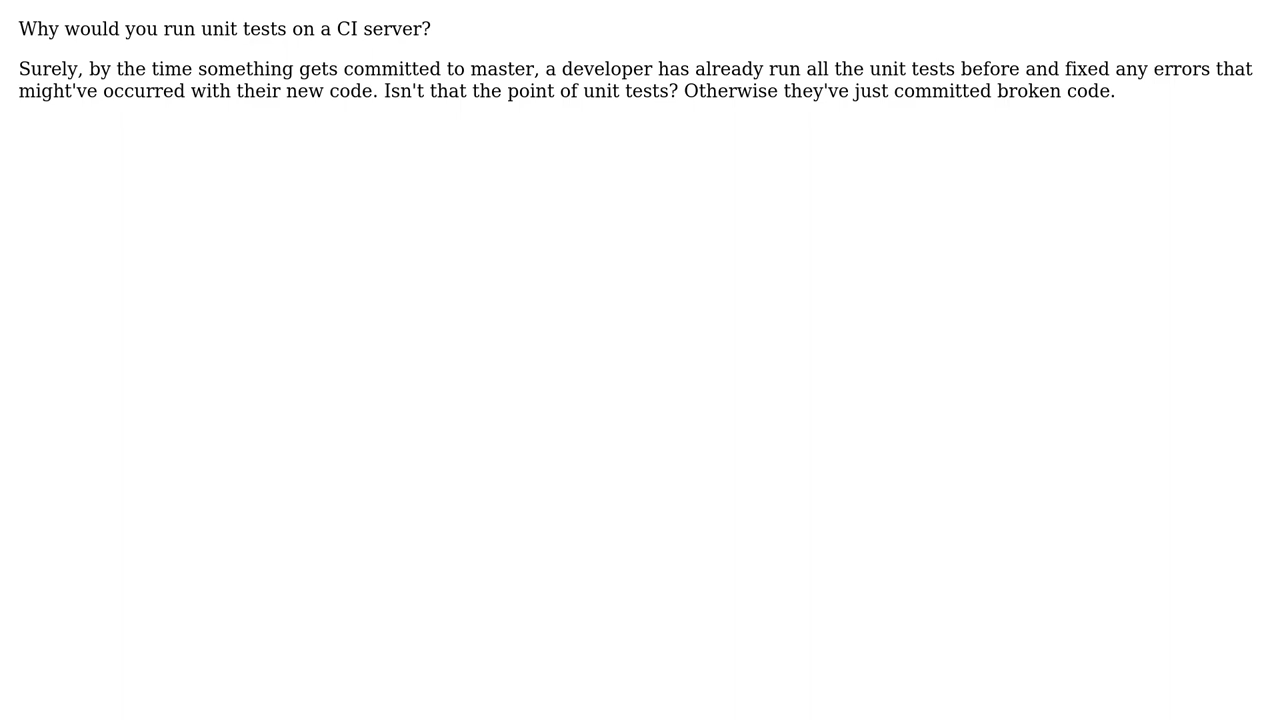 Why would you run unit tests on a CI server?
Surely, by the time something gets committed to master, a developer has already run all the unit tests before and fixed any errors that
might've occurred with their new code. Isn't that the point of unit tests? Otherwise they've just committed broken code.